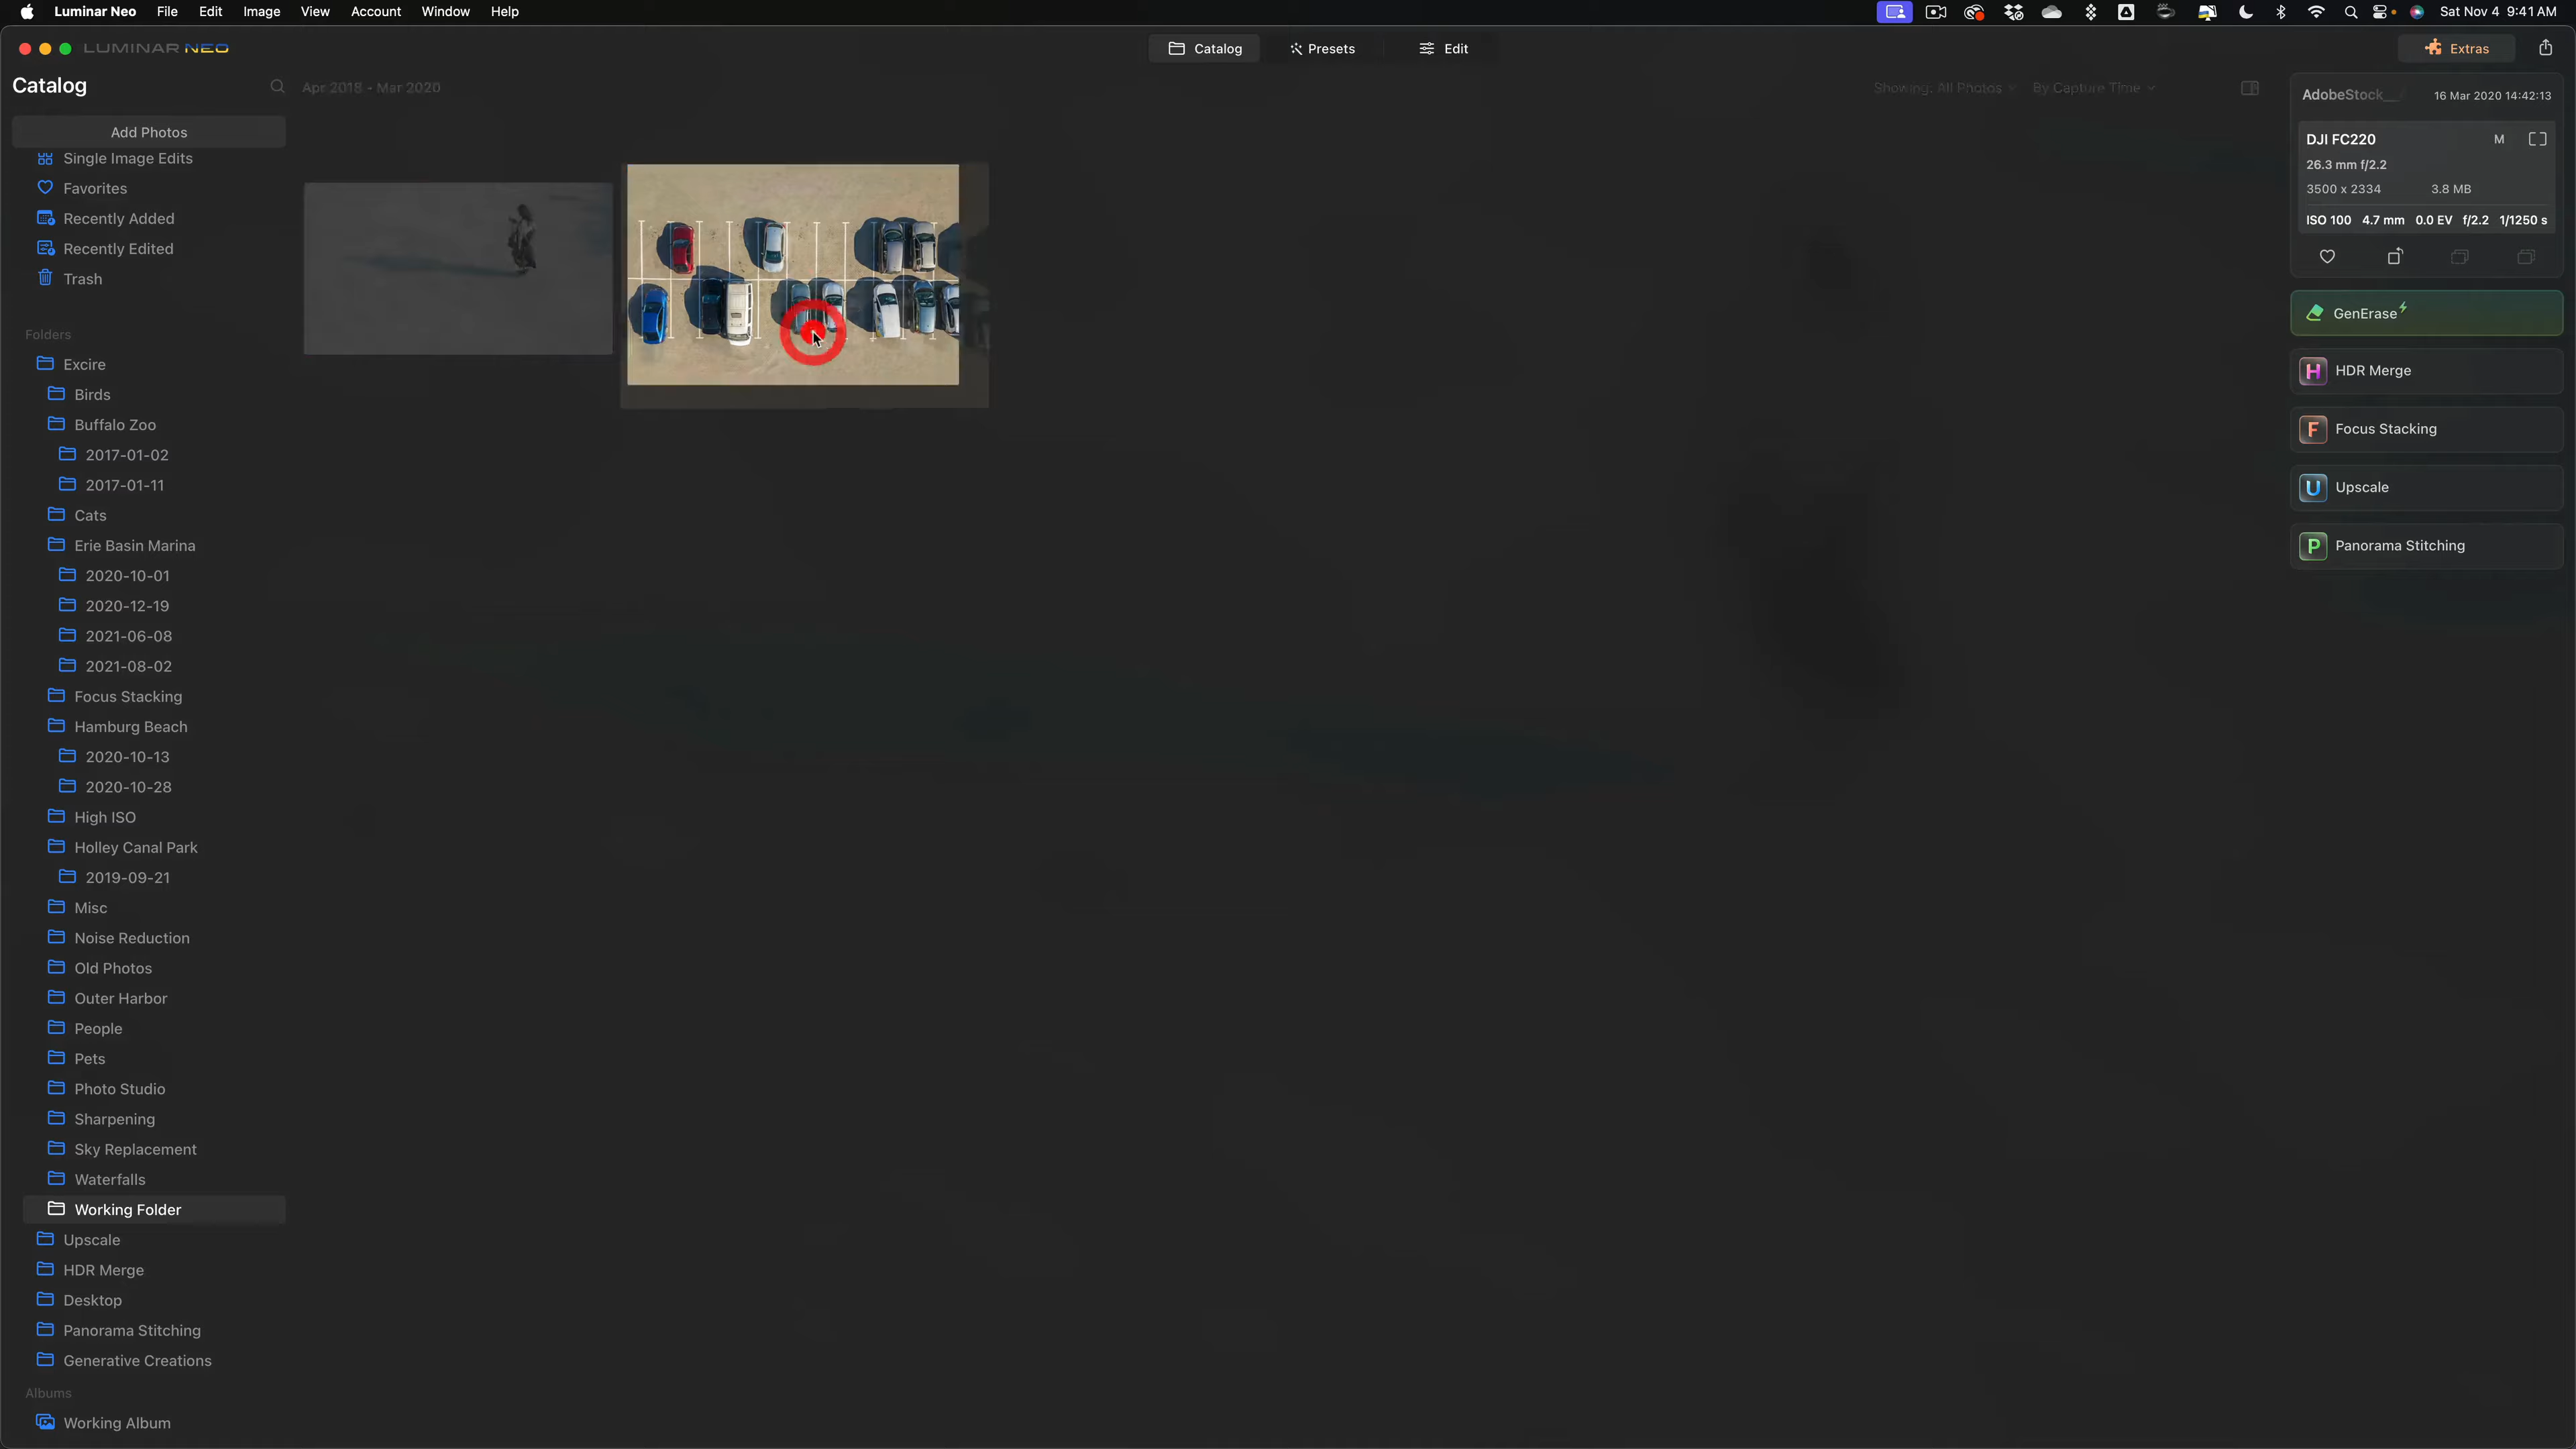 Luminar Neo File Edit Image View Account Window Help Sat Nov 4 9:41 AM
LUMINAR NEO Catalog Presets Edit Extras
Catalog Apr 2018 - Mar 2020 Showing: All Photos By Capture Time
Add Photos
Single Image Edits
Favorites
Recently Added
Recently Edited
Trash
Folders
Excire
Birds
Buffalo Zoo
2017-01-02
2017-01-11
Cats
Erie Basin Marina
2020-10-01
2020-12-19
2021-06-08
2021-08-02
Focus Stacking
Hamburg Beach
2020-10-13
2020-10-28
High ISO
Holley Canal Park
2019-09-21
Misc
Noise Reduction
Old Photos
Outer Harbor
People
Pets
Photo Studio
Sharpening
Sky Replacement
Waterfalls
Working Folder
Upscale
HDR Merge
Desktop
Panorama Stitching
Generative Creations
Albums
Working Album
AdobeStock__ 16 Mar 2020 14:42:13
DJI FC220 M
26.3 mm f/2.2
3500 x 2334 3.8 MB
ISO 100 4.7 mm 0.0 EV f/2.2 1/1250 s
GenErase
H HDR Merge
F Focus Stacking
U Upscale
P Panorama Stitching